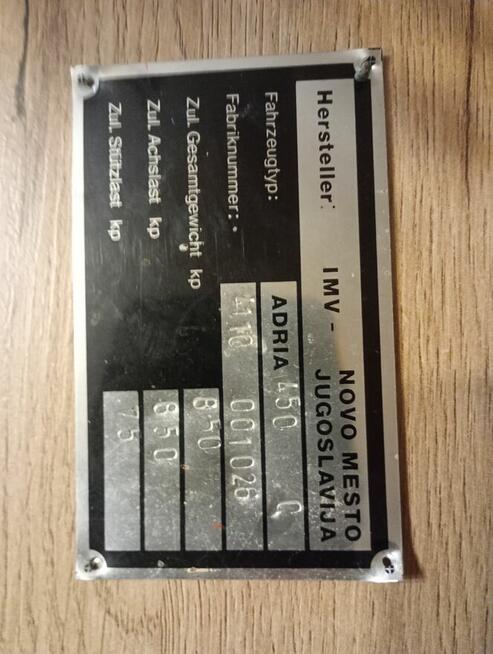 Hersteller: IMV - NOVO MESTO
JUGOSLAVIJA
Fahrzeugtyp: ADRIA 450 Q
Fabriknummer: 410 001026
Zul. Gesamtgewicht kp 850
Zul. Achslast kp 850
Zul. Stützlast kp 75